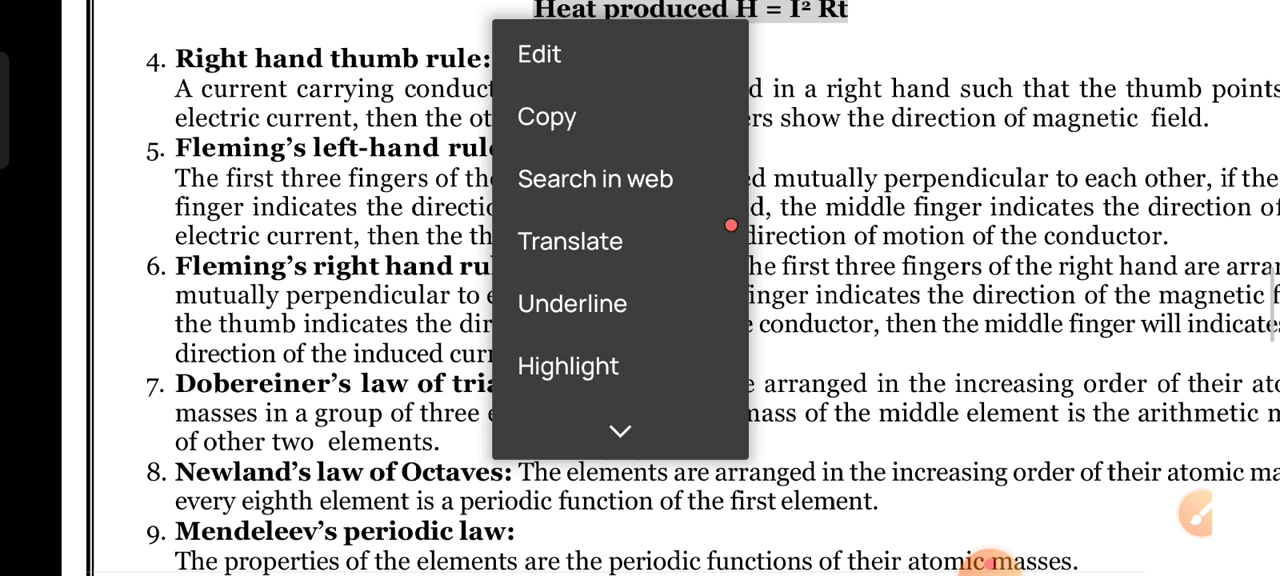 Heat produced H = I² Rt
Edit
Copy
Search in web
Translate
Underline
Highlight
4. Right hand thumb rule:
A current carrying conduct d in a right hand such that the thumb points
electric current, then the ot rs show the direction of magnetic field.
5. Fleming's left-hand rul
The first three fingers of the d mutually perpendicular to each other, if the
finger indicates the directi d, the middle finger indicates the direction of
electric current, then the th direction of motion of the conductor.
6. Fleming's right hand ru he first three fingers of the right hand are arra
mutually perpendicular to inger indicates the direction of the magnetic f
the thumb indicates the dir conductor, then the middle finger will indicate
direction of the induced curr
7. Dobereiner's law of tria arranged in the increasing order of their ato
masses in a group of three mass of the middle element is the arithmetic
of other two elements.
8. Newland's law of Octaves: The elements are arranged in the increasing order of their atomic ma
every eighth element is a periodic function of the first element.
9. Mendeleev's periodic law:
The properties of the elements are the periodic functions of their atomic masses.